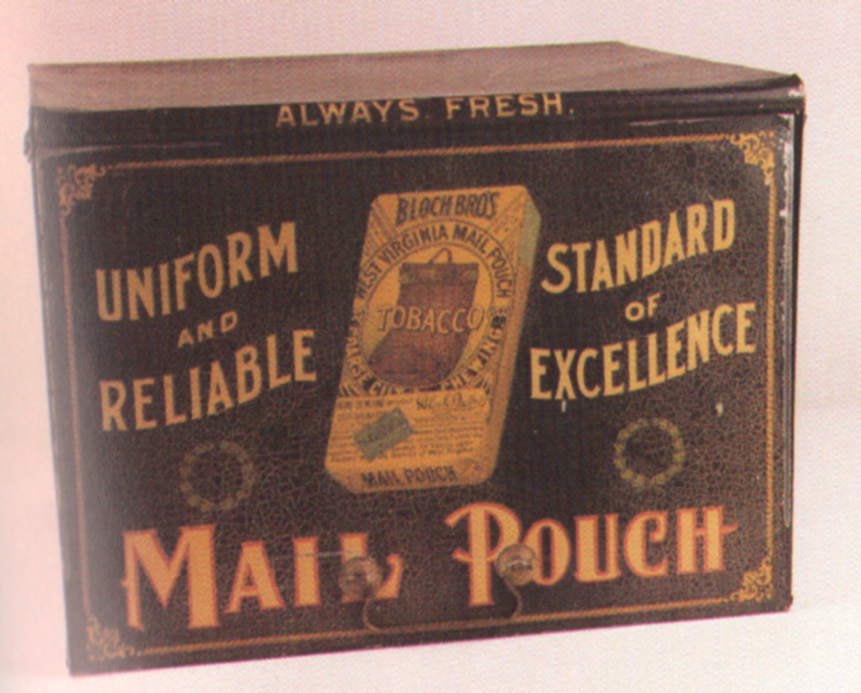 ALWAYS FRESH.
UNIFORM
AND
RELIABLE
BLOCH BRO'S
WEST VIRGINIA MAIL POUCH
TOBACCO
CHEWING
MAIL POUCH
STANDARD
OF
EXCELLENCE
MAIL POUCH